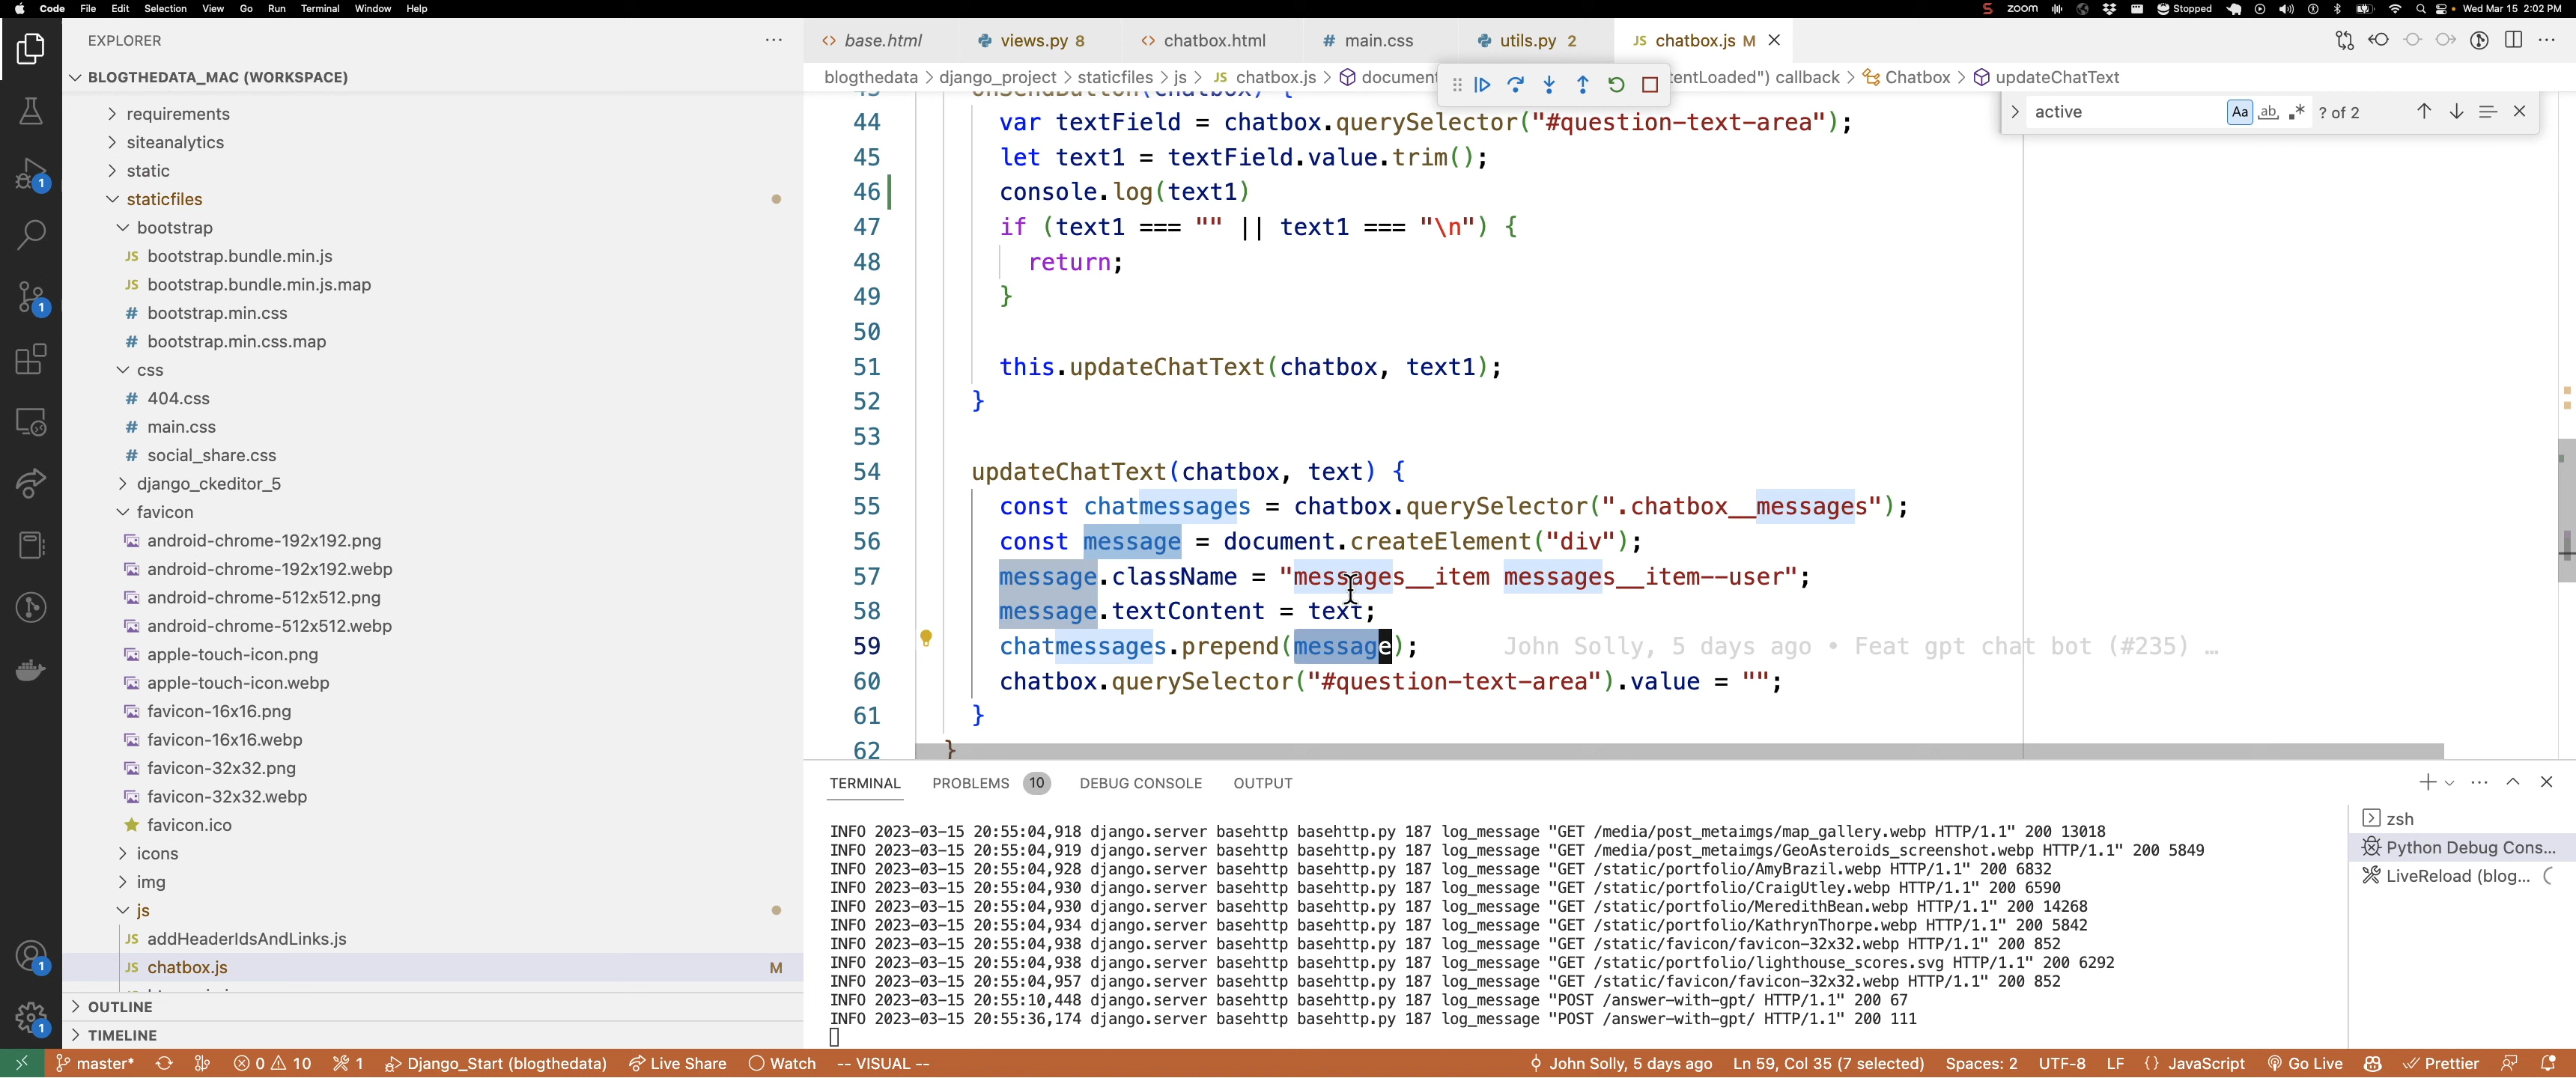 Code File Edit Selection View Go Run Terminal Window Help
zoom Stopped Wed Mar 15 2:02 PM
EXPLORER
BLOGTHEDATA_MAC (WORKSPACE)
requirements
siteanalytics
static
staticfiles
bootstrap
JS bootstrap.bundle.min.js
JS bootstrap.bundle.min.js.map
# bootstrap.min.css
# bootstrap.min.css.map
css
# 404.css
# main.css
# social_share.css
django_ckeditor_5
favicon
android-chrome-192x192.png
android-chrome-192x192.webp
android-chrome-512x512.png
android-chrome-512x512.webp
apple-touch-icon.png
apple-touch-icon.webp
favicon-16x16.png
favicon-16x16.webp
favicon-32x32.png
favicon-32x32.webp
favicon.ico
icons
img
js
JS addHeaderIdsAndLinks.js
JS chatbox.js M
OUTLINE
TIMELINE
<> base.html views.py 8 <> chatbox.html # main.css utils.py 2 JS chatbox.js M
blogthedata > django_project > staticfiles > js > JS chatbox.js > document tentLoaded") callback > Chatbox > updateChatText
active Aa ab .* ? of 2
43 onSendButton(chatbox) {
44 var textField = chatbox.querySelector("#question-text-area");
45 let text1 = textField.value.trim();
46 console.log(text1)
47 if (text1 === "" || text1 === "\n") {
48 return;
49 }
50
51 this.updateChatText(chatbox, text1);
52 }
53
54 updateChatText(chatbox, text) {
55 const chatmessages = chatbox.querySelector(".chatbox__messages");
56 const message = document.createElement("div");
57 message.className = "messages__item messages__item--user";
58 message.textContent = text;
59 chatmessages.prepend(message); John Solly, 5 days ago • Feat gpt chat bot (#235) …
60 chatbox.querySelector("#question-text-area").value = "";
61 }
62 }
TERMINAL PROBLEMS 10 DEBUG CONSOLE OUTPUT
INFO 2023-03-15 20:55:04,918 django.server basehttp basehttp.py 187 log_message "GET /media/post_metaimgs/map_gallery.webp HTTP/1.1" 200 13018
INFO 2023-03-15 20:55:04,919 django.server basehttp basehttp.py 187 log_message "GET /media/post_metaimgs/GeoAsteroids_screenshot.webp HTTP/1.1" 200 5849
INFO 2023-03-15 20:55:04,928 django.server basehttp basehttp.py 187 log_message "GET /static/portfolio/AmyBrazil.webp HTTP/1.1" 200 6832
INFO 2023-03-15 20:55:04,930 django.server basehttp basehttp.py 187 log_message "GET /static/portfolio/CraigUtley.webp HTTP/1.1" 200 6590
INFO 2023-03-15 20:55:04,930 django.server basehttp basehttp.py 187 log_message "GET /static/portfolio/MeredithBean.webp HTTP/1.1" 200 14268
INFO 2023-03-15 20:55:04,934 django.server basehttp basehttp.py 187 log_message "GET /static/portfolio/KathrynThorpe.webp HTTP/1.1" 200 5842
INFO 2023-03-15 20:55:04,938 django.server basehttp basehttp.py 187 log_message "GET /static/favicon/favicon-32x32.webp HTTP/1.1" 200 852
INFO 2023-03-15 20:55:04,938 django.server basehttp basehttp.py 187 log_message "GET /static/portfolio/lighthouse_scores.svg HTTP/1.1" 200 6292
INFO 2023-03-15 20:55:04,957 django.server basehttp basehttp.py 187 log_message "GET /static/favicon/favicon-32x32.webp HTTP/1.1" 200 852
INFO 2023-03-15 20:55:10,448 django.server basehttp basehttp.py 187 log_message "POST /answer-with-gpt/ HTTP/1.1" 200 67
INFO 2023-03-15 20:55:36,174 django.server basehttp basehttp.py 187 log_message "POST /answer-with-gpt/ HTTP/1.1" 200 111
zsh
Python Debug Cons...
LiveReload (blog...
master* 0 10 1 Django_Start (blogthedata) Live Share Watch -- VISUAL -- John Solly, 5 days ago Ln 59, Col 35 (7 selected) Spaces: 2 UTF-8 LF {} JavaScript Go Live Prettier